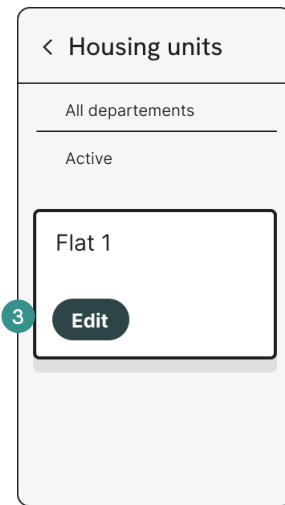 < Housing units
All departements
Active
Flat 1
3
Edit